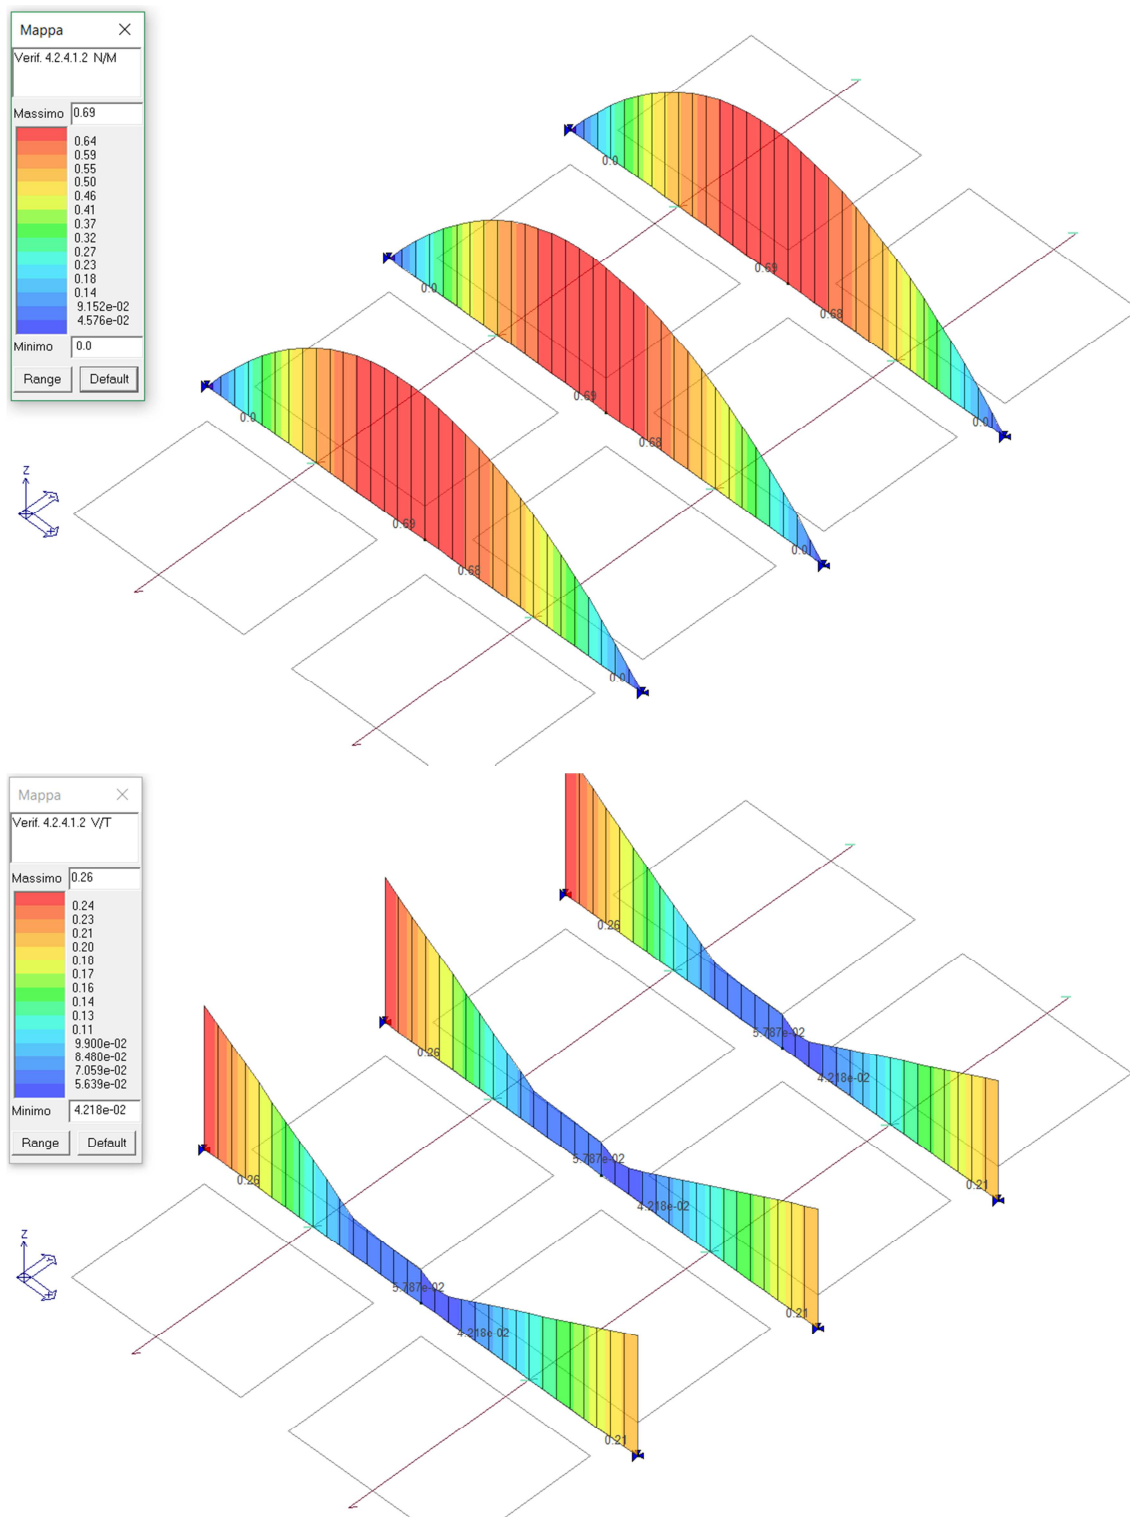 Mappa
Verif. 4.2.4.1.2 N/M
Massimo 0.69
0.64
0.59
0.55
0.50
0.46
0.41
0.37
0.32
0.27
0.23
0.18
0.14
9.152e-02
4.576e-02
Minimo 0.0
Range Default
0.0
0.69
0.68
0.0
0.0
0.69
0.68
0.0
0.0
0.69
0.68
0.0
Z
Mappa
Verif. 4.2.4.1.2 V/T
Massimo 0.26
0.24
0.23
0.21
0.20
0.18
0.17
0.16
0.14
0.13
0.11
9.900e-02
8.480e-02
7.059e-02
5.639e-02
Minimo 4.218e-02
Range Default
0.26
5.787e-02
4.218e-02
0.21
0.26
5.787e-02
4.218e-02
0.21
0.26
5.787e-02
4.218e-02
0.21
Z